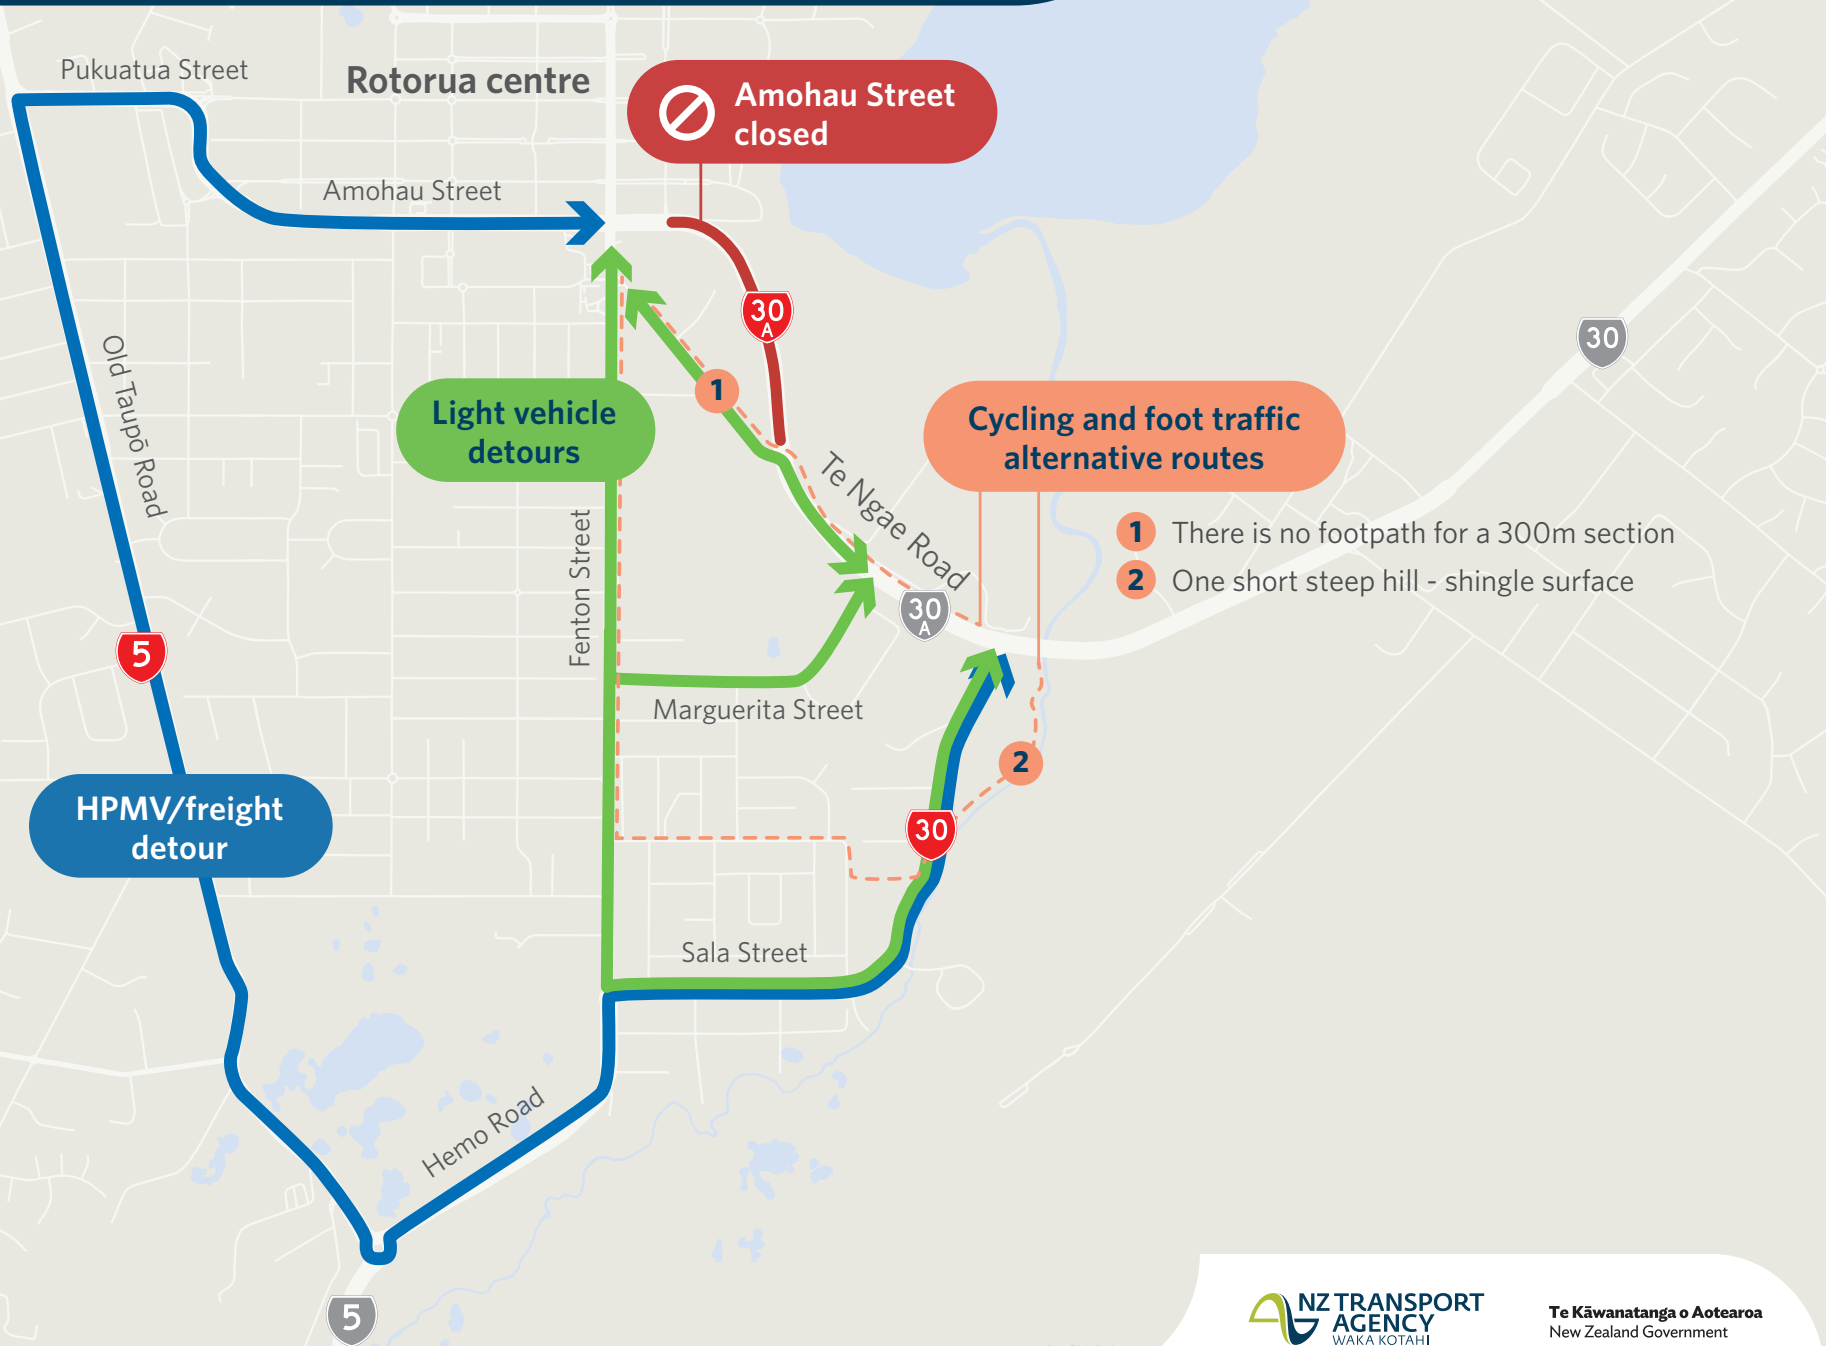 Pukuatua Street
Rotorua centre
Amohau Street
closed
Amohau Street
30
A
30
Old Taupō Road
Light vehicle
detours
1
Te Ngae Road
Cycling and foot traffic
alternative routes
1 There is no footpath for a 300m section
2 One short steep hill - shingle surface
Fenton Street
30
A
5
Marguerita Street
2
HPMV/freight
detour
30
Sala Street
Hemo Road
5
NZ TRANSPORT
AGENCY
WAKA KOTAHI
Te Kāwanatanga o Aotearoa
New Zealand Government